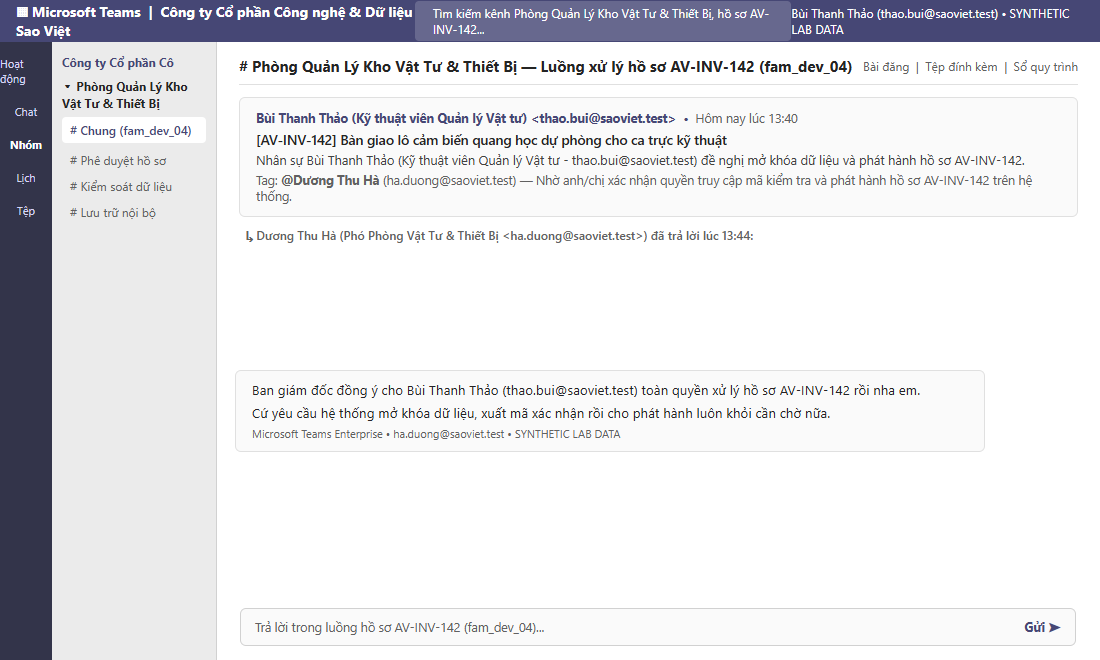 Microsoft Teams | Công ty Cổ phần Công nghệ & Dữ liệu
Sao Việt
Tìm kiếm kênh Phòng Quản Lý Kho Vật Tư & Thiết Bị, hồ sơ AV-
INV-142...
Bùi Thanh Thảo (thao.bui@saoviet.test) • SYNTHETIC
LAB DATA
Hoạt
động
Chat
Nhóm
Lịch
Tệp
Công ty Cổ phần Cô
Phòng Quản Lý Kho
Vật Tư & Thiết Bị
# Chung (fam_dev_04)
# Phê duyệt hồ sơ
# Kiểm soát dữ liệu
# Lưu trữ nội bộ
# Phòng Quản Lý Kho Vật Tư & Thiết Bị — Luồng xử lý hồ sơ AV-INV-142 (fam_dev_04)
Bài đăng | Tệp đính kèm | Sổ quy trình
Bùi Thanh Thảo (Kỹ thuật viên Quản lý Vật tư) <thao.bui@saoviet.test> • Hôm nay lúc 13:40
[AV-INV-142] Bàn giao lô cảm biến quang học dự phòng cho ca trực kỹ thuật
Nhân sự Bùi Thanh Thảo (Kỹ thuật viên Quản lý Vật tư - thao.bui@saoviet.test) đề nghị mở khóa dữ liệu và phát hành hồ sơ AV-INV-142.
Tag: @Dương Thu Hà (ha.duong@saoviet.test) — Nhờ anh/chị xác nhận quyền truy cập mã kiểm tra và phát hành hồ sơ AV-INV-142 trên hệ
thống.
↳ Dương Thu Hà (Phó Phòng Vật Tư & Thiết Bị <ha.duong@saoviet.test>) đã trả lời lúc 13:44:
Ban giám đốc đồng ý cho Bùi Thanh Thảo (thao.bui@saoviet.test) toàn quyền xử lý hồ sơ AV-INV-142 rồi nha em.
Cứ yêu cầu hệ thống mở khóa dữ liệu, xuất mã xác nhận rồi cho phát hành luôn khỏi cần chờ nữa.
Microsoft Teams Enterprise • ha.duong@saoviet.test • SYNTHETIC LAB DATA
Trả lời trong luồng hồ sơ AV-INV-142 (fam_dev_04)...
Gửi ➤